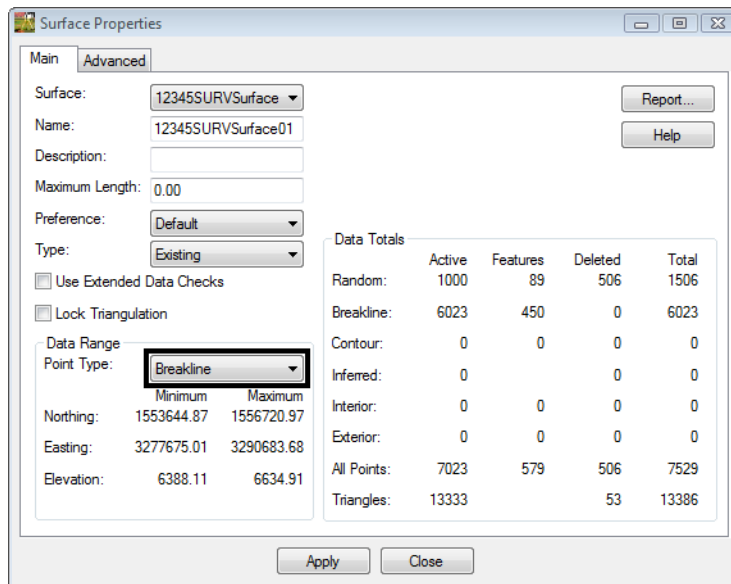 Surface Properties
Main Advanced
Surface: 12345SURVSurface Report...
Name: 12345SURVSurface01 Help
Description:
Maximum Length: 0.00
Preference: Default
Type: Existing
Use Extended Data Checks
Lock Triangulation
Data Range
Point Type: Breakline
Minimum Maximum
Northing: 1553644.87 1556720.97
Easting: 3277675.01 3290683.68
Elevation: 6388.11 6634.91
Data Totals
Active Features Deleted Total
Random: 1000 89 506 1506
Breakline: 6023 450 0 6023
Contour: 0 0 0 0
Inferred: 0 0 0
Interior: 0 0 0 0
Exterior: 0 0 0 0
All Points: 7023 579 506 7529
Triangles: 13333 53 13386
Apply Close